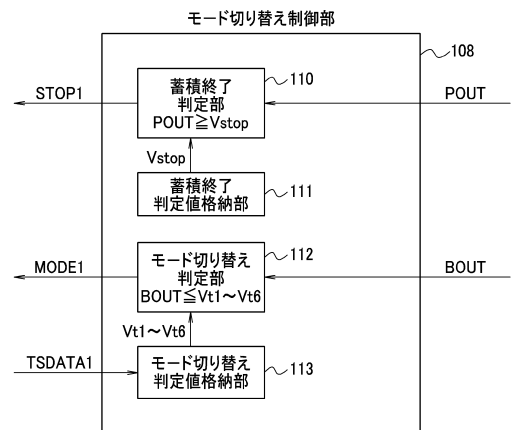 モード切り替え制御部
108
110
蓄積終了
判定部
POUT≧Vstop
STOP1
POUT
Vstop
蓄積終了
判定値格納部
111
112
モード切り替え
判定部
BOUT≦Vt1～Vt6
MODE1
BOUT
Vt1～Vt6
TSDATA1
モード切り替え
判定値格納部
113